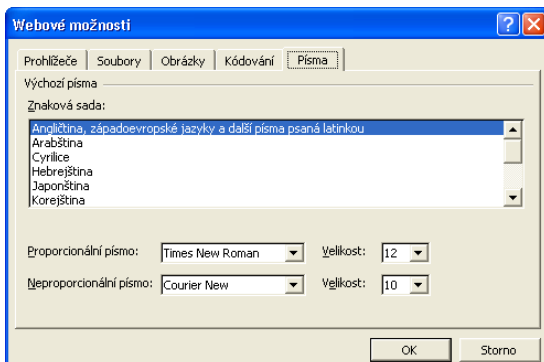 Webové možnosti
Prohlížeče Soubory Obrázky Kódování Písma
Výchozí písma
Znaková sada:
Angličtina, západoevropské jazyky a další písma psaná latinkou
Arabština
Cyrilice
Hebrejština
Japonština
Korejština
Proporcionální písmo: Times New Roman Velikost: 12
Neproporcionální písmo: Courier New Velikost: 10
OK Storno